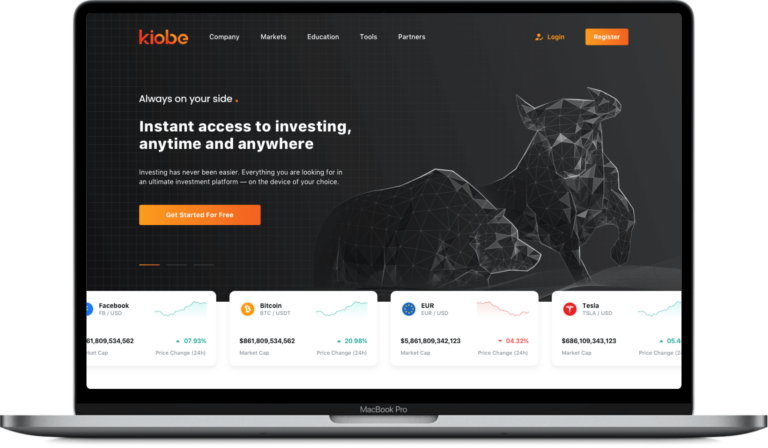 kiobe
Company
Markets
Education
Tools
Partners
Login
Register
Always on your side .
Instant access to investing,
anytime and anywhere
Investing has never been easier. Everything you are looking for in
an ultimate investment platform — on the device of your choice.
Get Started For Free
Facebook
FB / USD
61,809,534,562
07.93%
Market Cap
Price Change (24h)
Bitcoin
BTC / USDT
$861,809,534,562
20.98%
Market Cap
Price Change (24h)
EUR
EUR / USD
$5,861,809,342,123
04.32%
Market Cap
Price Change (24h)
Tesla
TSLA / USD
$686,109,343,123
05.4
Market Cap
Price Change (24h)
MacBook Pro